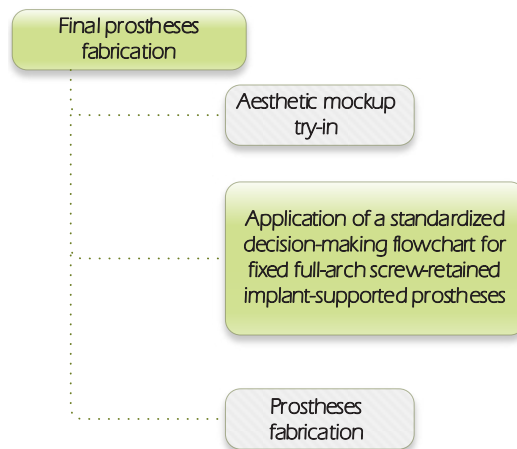 Final prostheses
fabrication
Aesthetic mockup
try-in
Application of a standardized
decision-making flowchart for
fixed full-arch screw-retained
implant-supported prostheses
Prostheses
fabrication